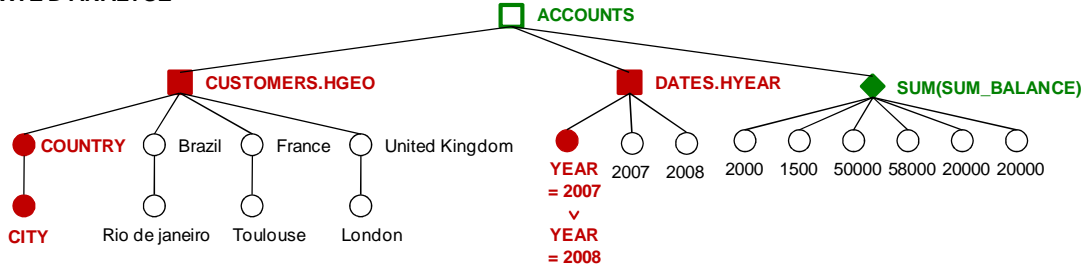 ACCOUNTS
CUSTOMERS.HGEO
DATES.HYEAR
SUM(SUM_BALANCE)
COUNTRY
Brazil
France
United Kingdom
YEAR
= 2007
v
YEAR
= 2008
2007
2008
2000
1500
50000
58000
20000
20000
CITY
Rio de janeiro
Toulouse
London